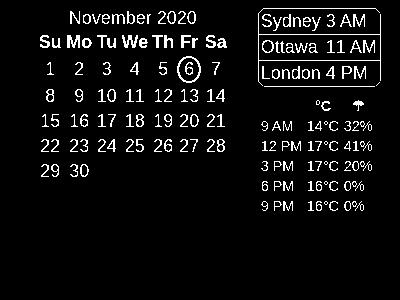 November 2020
Su Mo Tu We Th Fr Sa
1 2 3 4 5 6 7
8 9 10 11 12 13 14
15 16 17 18 19 20 21
22 23 24 25 26 27 28
29 30
Sydney 3 AM
Ottawa 11 AM
London 4 PM
°C
9 AM 14°C 32%
12 PM 17°C 41%
3 PM 17°C 20%
6 PM 16°C 0%
9 PM 16°C 0%